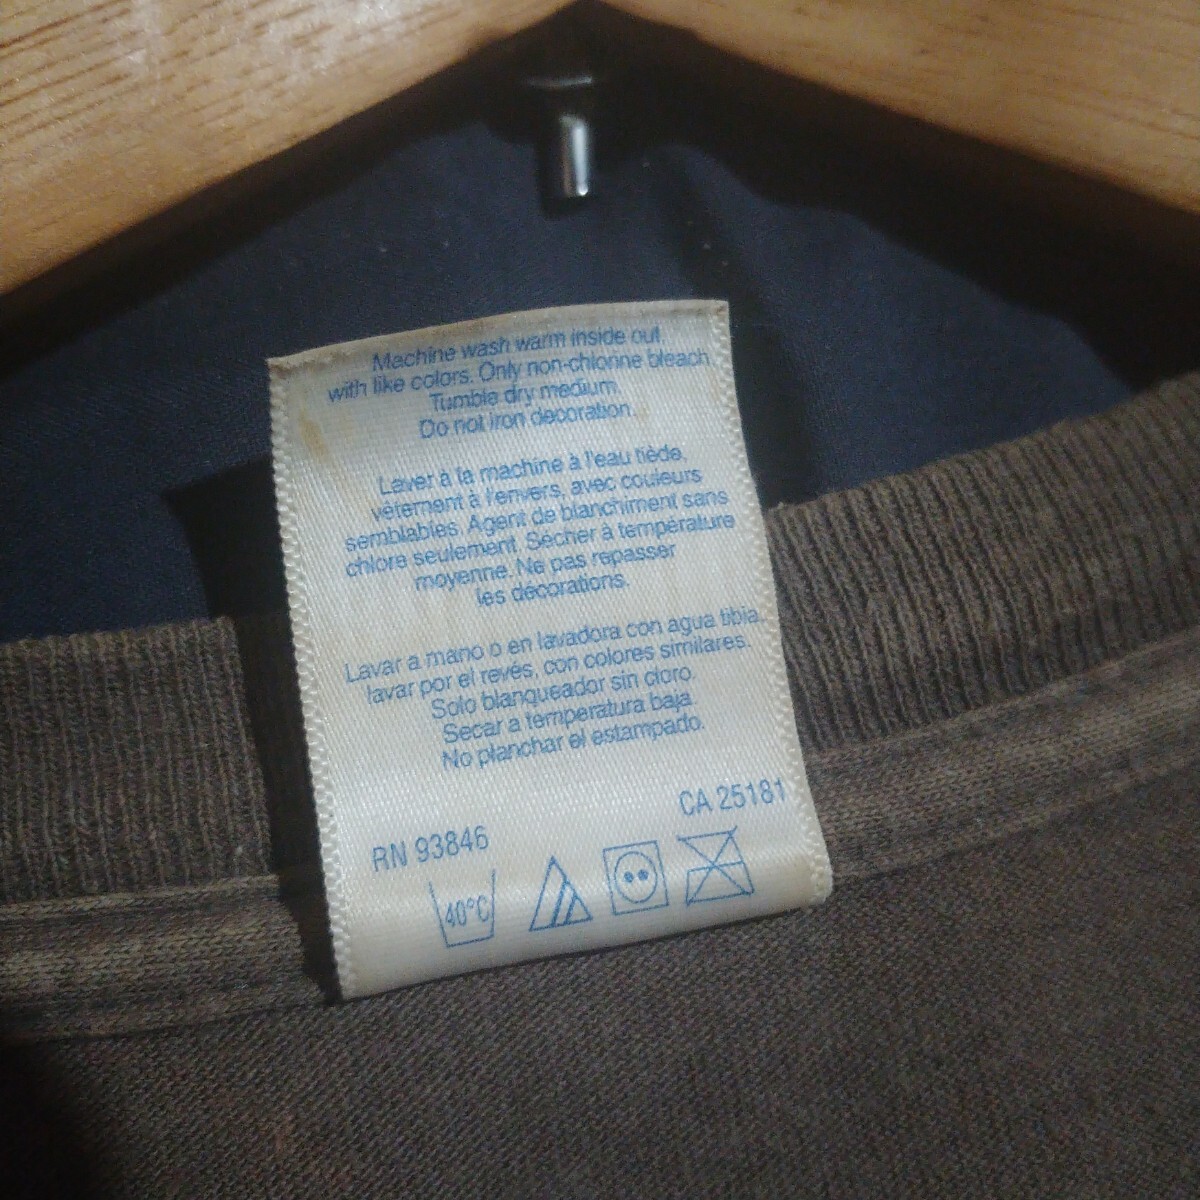 Machine wash warm inside out,
with like colors. Only non-chlorine bleach.
Tumble dry medium.
Do not iron decoration.
Laver à la machine à l'eau tiède,
vêtement à l'envers, avec couleurs
semblables. Agent de blanchiment sans
chlore seulement. Sécher à température
moyenne. Ne pas repasser
les décorations.
Lavar a mano o en lavadora con agua tibia,
lavar por el revés, con colores similares.
Solo blanqueador sin cloro.
Secar a temperatura baja.
No planchar el estampado.
RN 93846 CA 25181
40°C